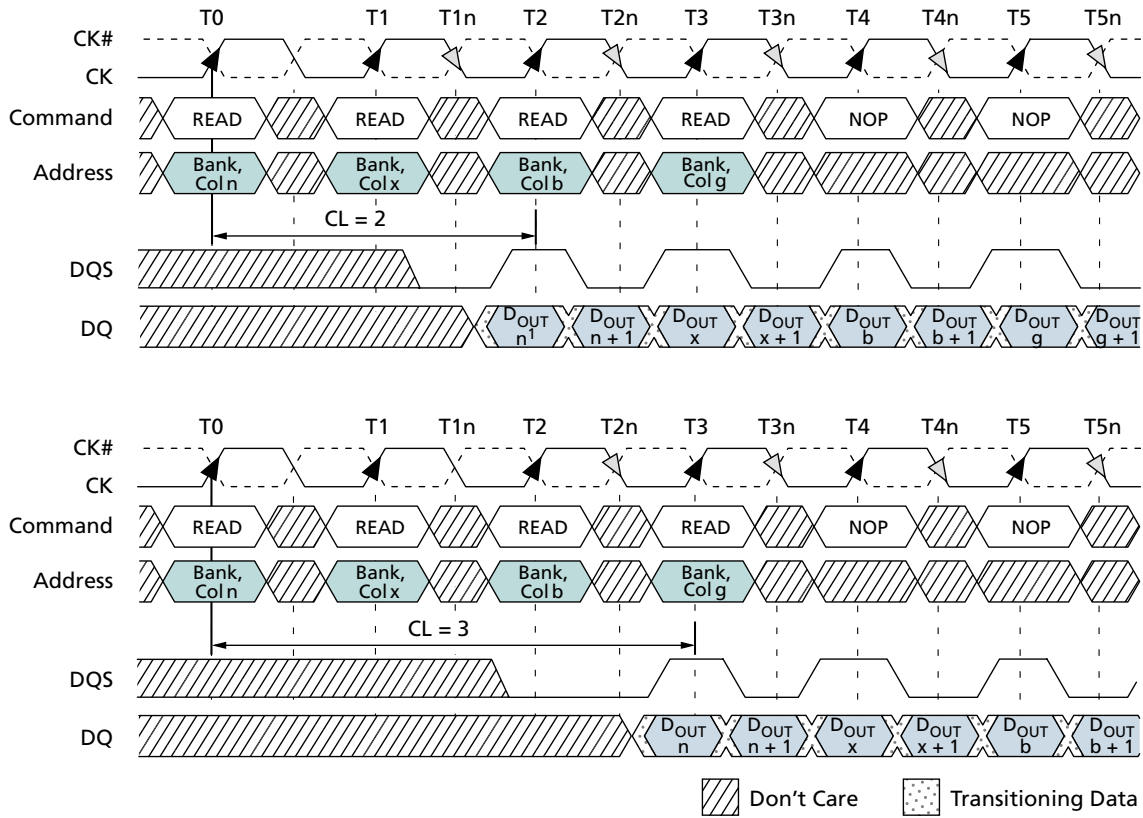 T0 T1 T1n T2 T2n T3 T3n T4 T4n T5 T5n
CK#
CK
Command READ READ READ READ NOP NOP
Address Bank, Col n Bank, Col x Bank, Col b Bank, Col g
CL = 2
DQS
DQ DOUT n1 DOUT n + 1 DOUT x DOUT x + 1 DOUT b DOUT b + 1 DOUT g DOUT g + 1
T0 T1 T1n T2 T2n T3 T3n T4 T4n T5 T5n
CK#
CK
Command READ READ READ READ NOP NOP
Address Bank, Col n Bank, Col x Bank, Col b Bank, Col g
CL = 3
DQS
DQ DOUT n DOUT n + 1 DOUT x DOUT x + 1 DOUT b DOUT b + 1
Don't Care Transitioning Data